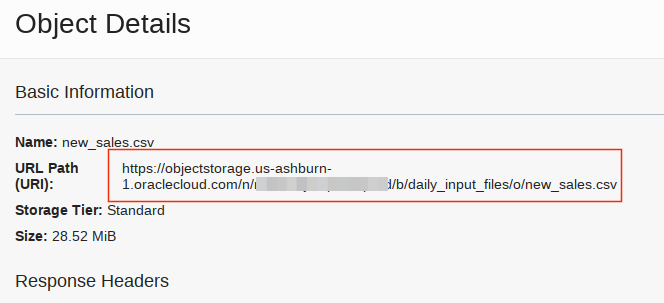 Object Details
Basic Information
Name: new_sales.csv
URL Path https://objectstorage.us-ashburn-
(URI): 1.oraclecloud.com/n/ /b/daily_input_files/o/new_sales.csv
Storage Tier: Standard
Size: 28.52 MiB
Response Headers